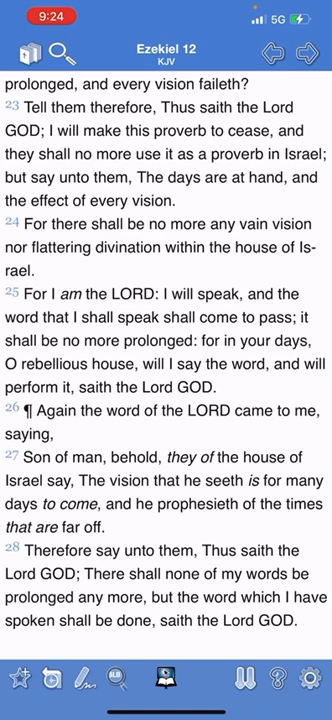 9:24
5G
Ezekiel 12
KJV
prolonged, and every vision faileth?
23 Tell them therefore, Thus saith the Lord
GOD; I will make this proverb to cease, and
they shall no more use it as a proverb in Israel;
but say unto them, The days are at hand, and
the effect of every vision.
24 For there shall be no more any vain vision
nor flattering divination within the house of Is-
rael.
25 For I am the LORD: I will speak, and the
word that I shall speak shall come to pass; it
shall be no more prolonged: for in your days,
O rebellious house, will I say the word, and will
perform it, saith the Lord GOD.
26 ¶ Again the word of the LORD came to me,
saying,
27 Son of man, behold, they of the house of
Israel say, The vision that he seeth is for many
days to come, and he prophesieth of the times
that are far off.
28 Therefore say unto them, Thus saith the
Lord GOD; There shall none of my words be
prolonged any more, but the word which I have
spoken shall be done, saith the Lord GOD.
BLB